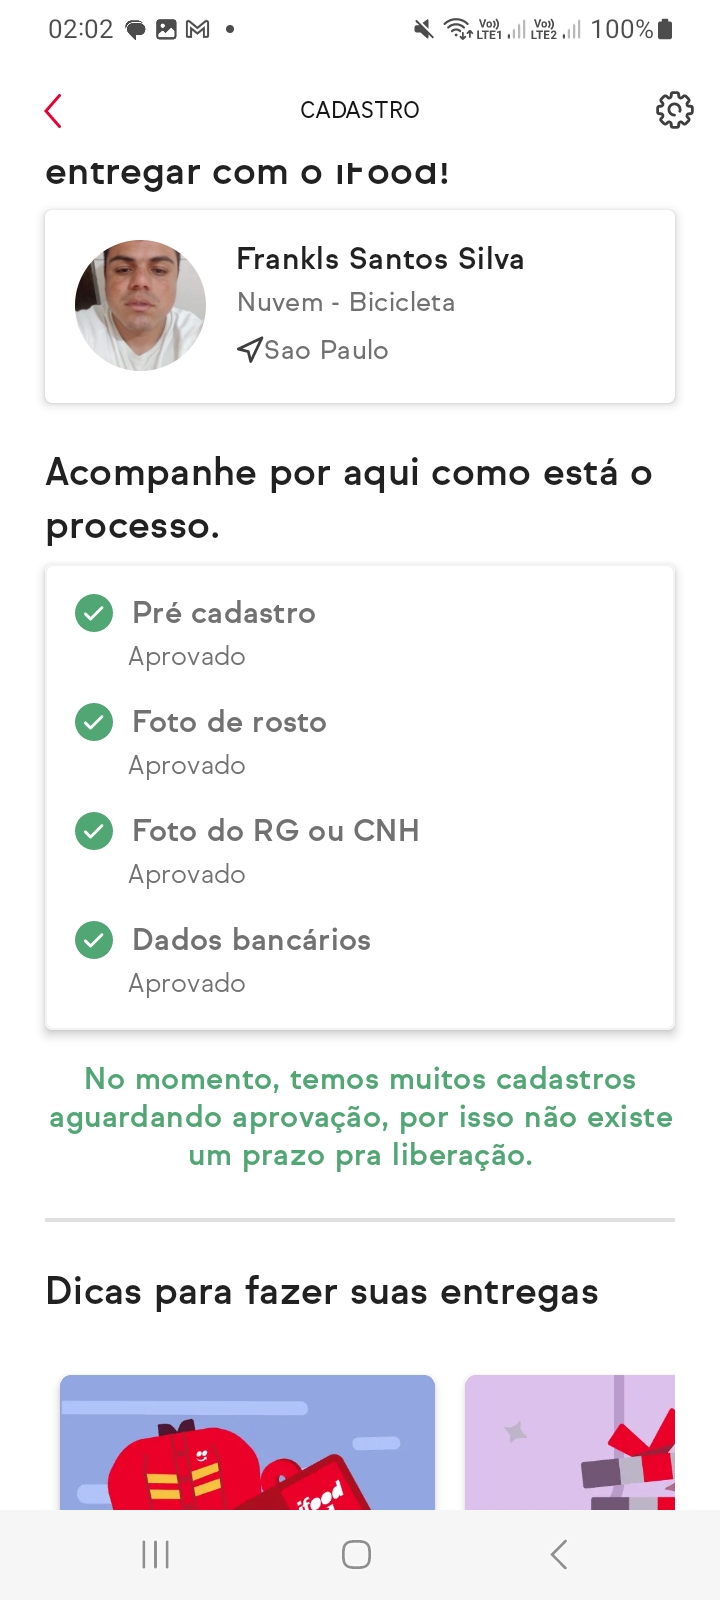 02:02
Vo)) LTE1
Vo)) LTE2
100%
CADASTRO
entregar com o iFood!
Frankls Santos Silva
Nuvem - Bicicleta
Sao Paulo
Acompanhe por aqui como está o
processo.
Pré cadastro
Aprovado
Foto de rosto
Aprovado
Foto do RG ou CNH
Aprovado
Dados bancários
Aprovado
No momento, temos muitos cadastros
aguardando aprovação, por isso não existe
um prazo pra liberação.
Dicas para fazer suas entregas
ifood